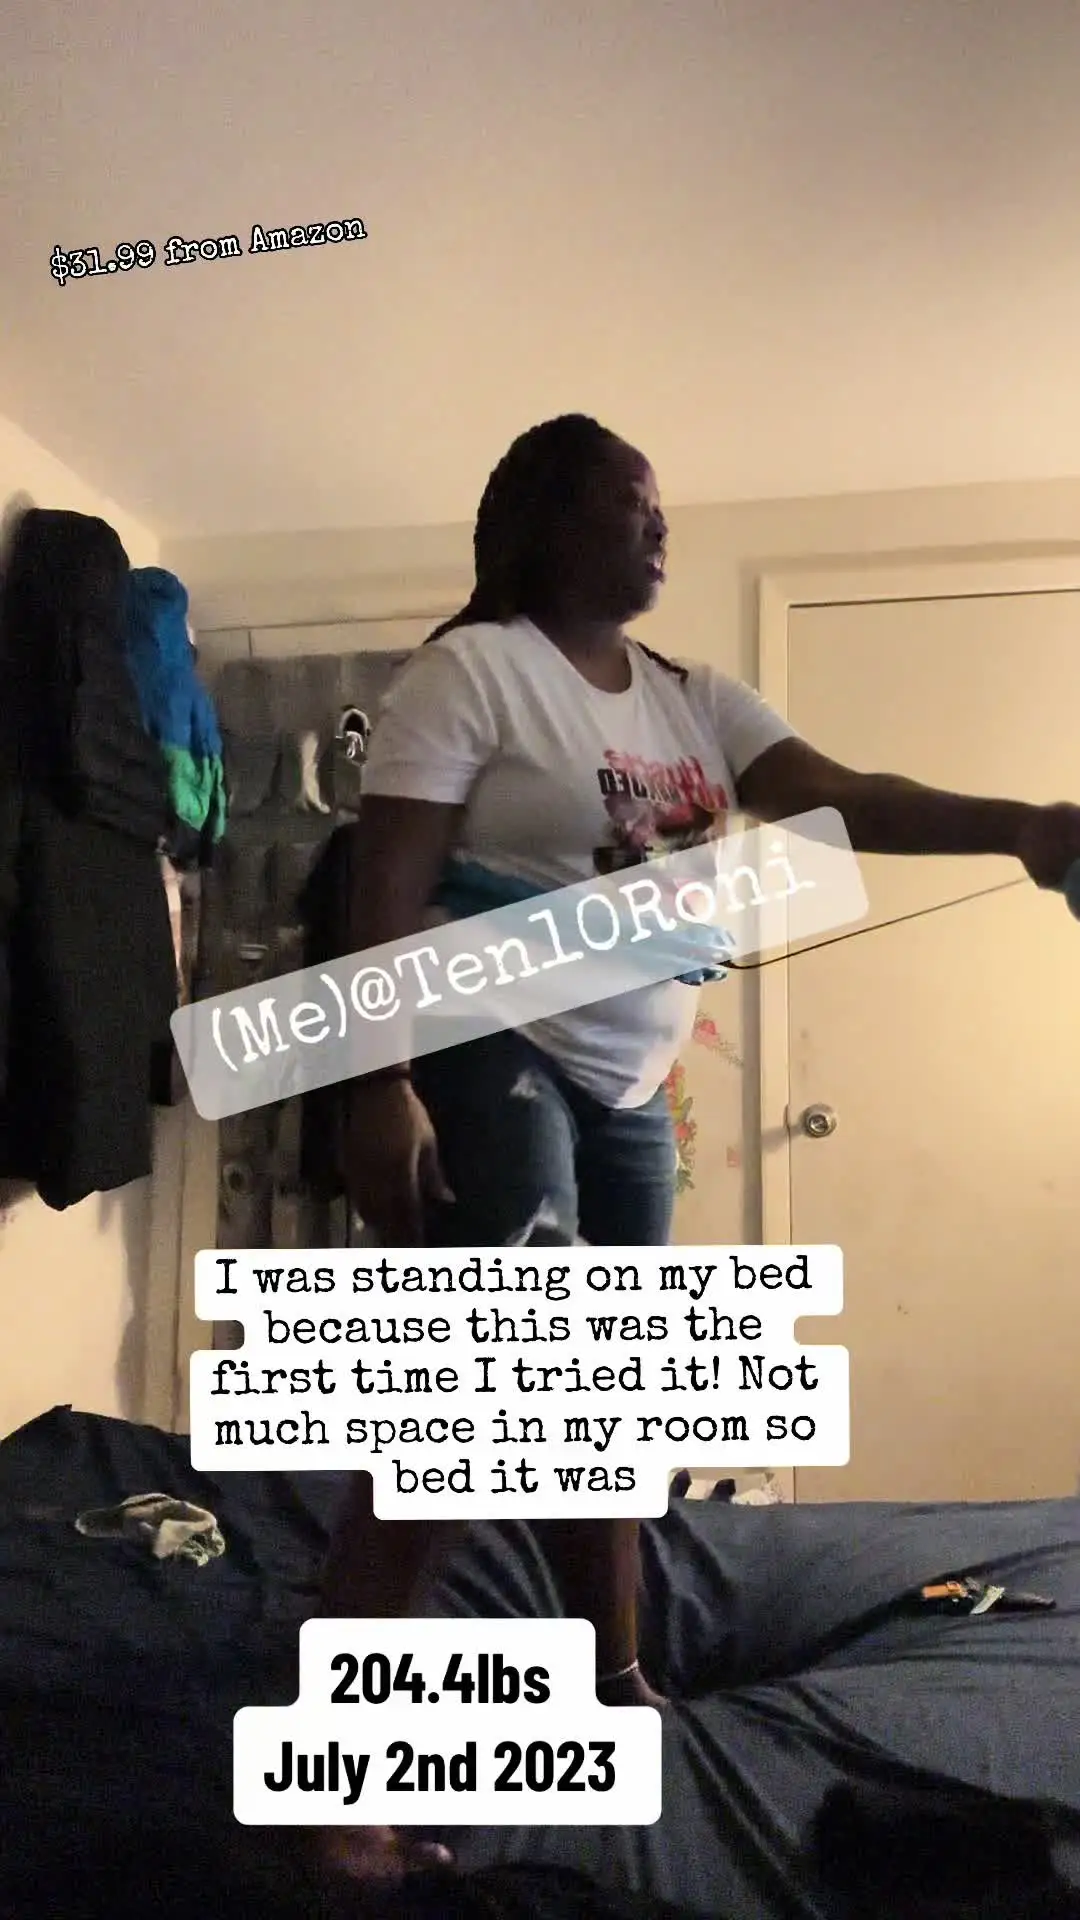 $31.99 from Amazon
(Me)@Ten10Roni
I was standing on my bed
because this was the
first time I tried it! Not
much space in my room so
bed it was
204.4lbs
July 2nd 2023